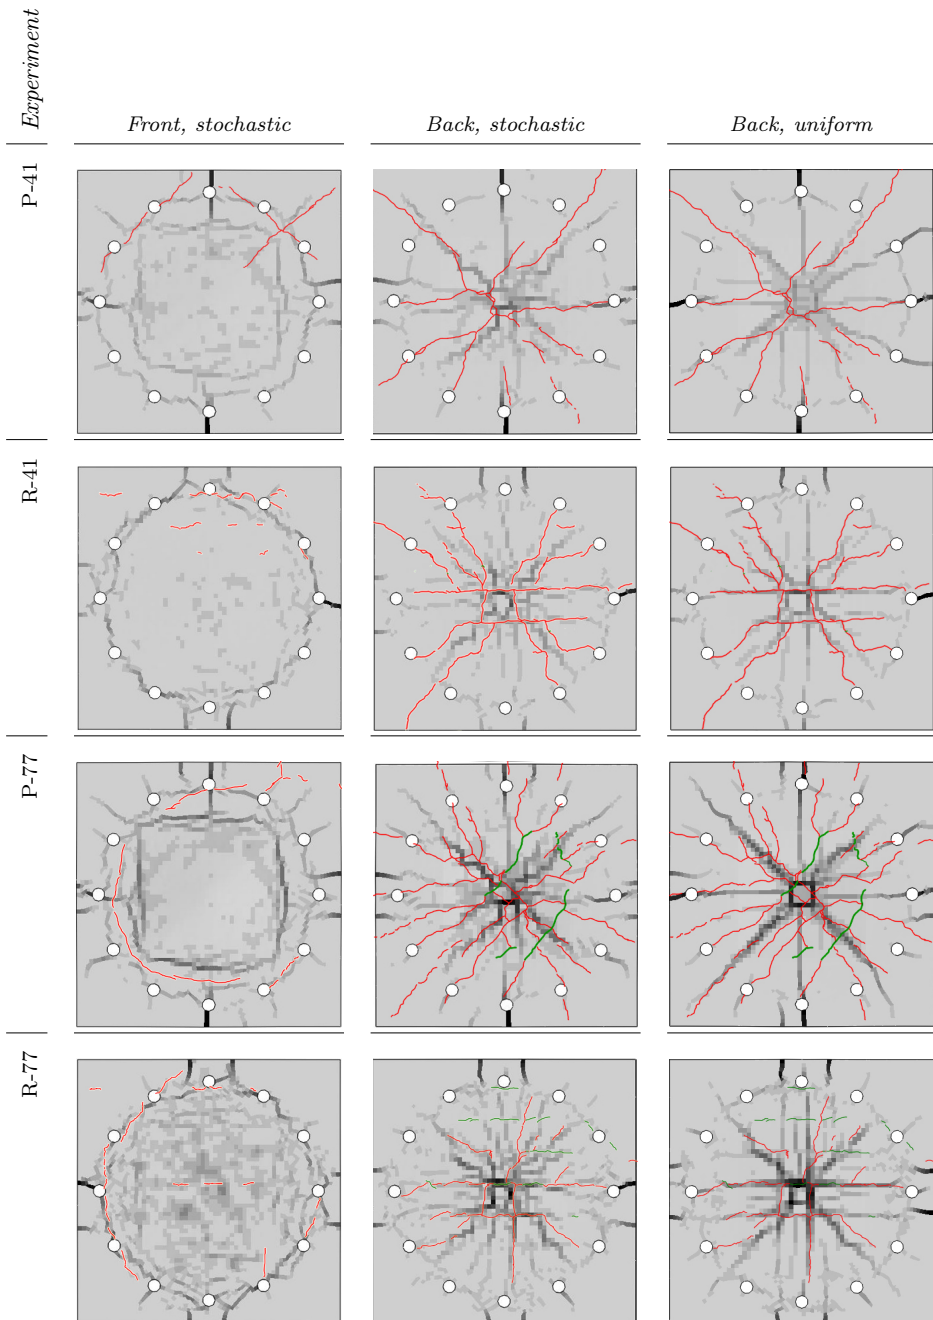 Experiment
Front, stochastic
Back, stochastic
Back, uniform
P-41
R-41
P-77
R-77